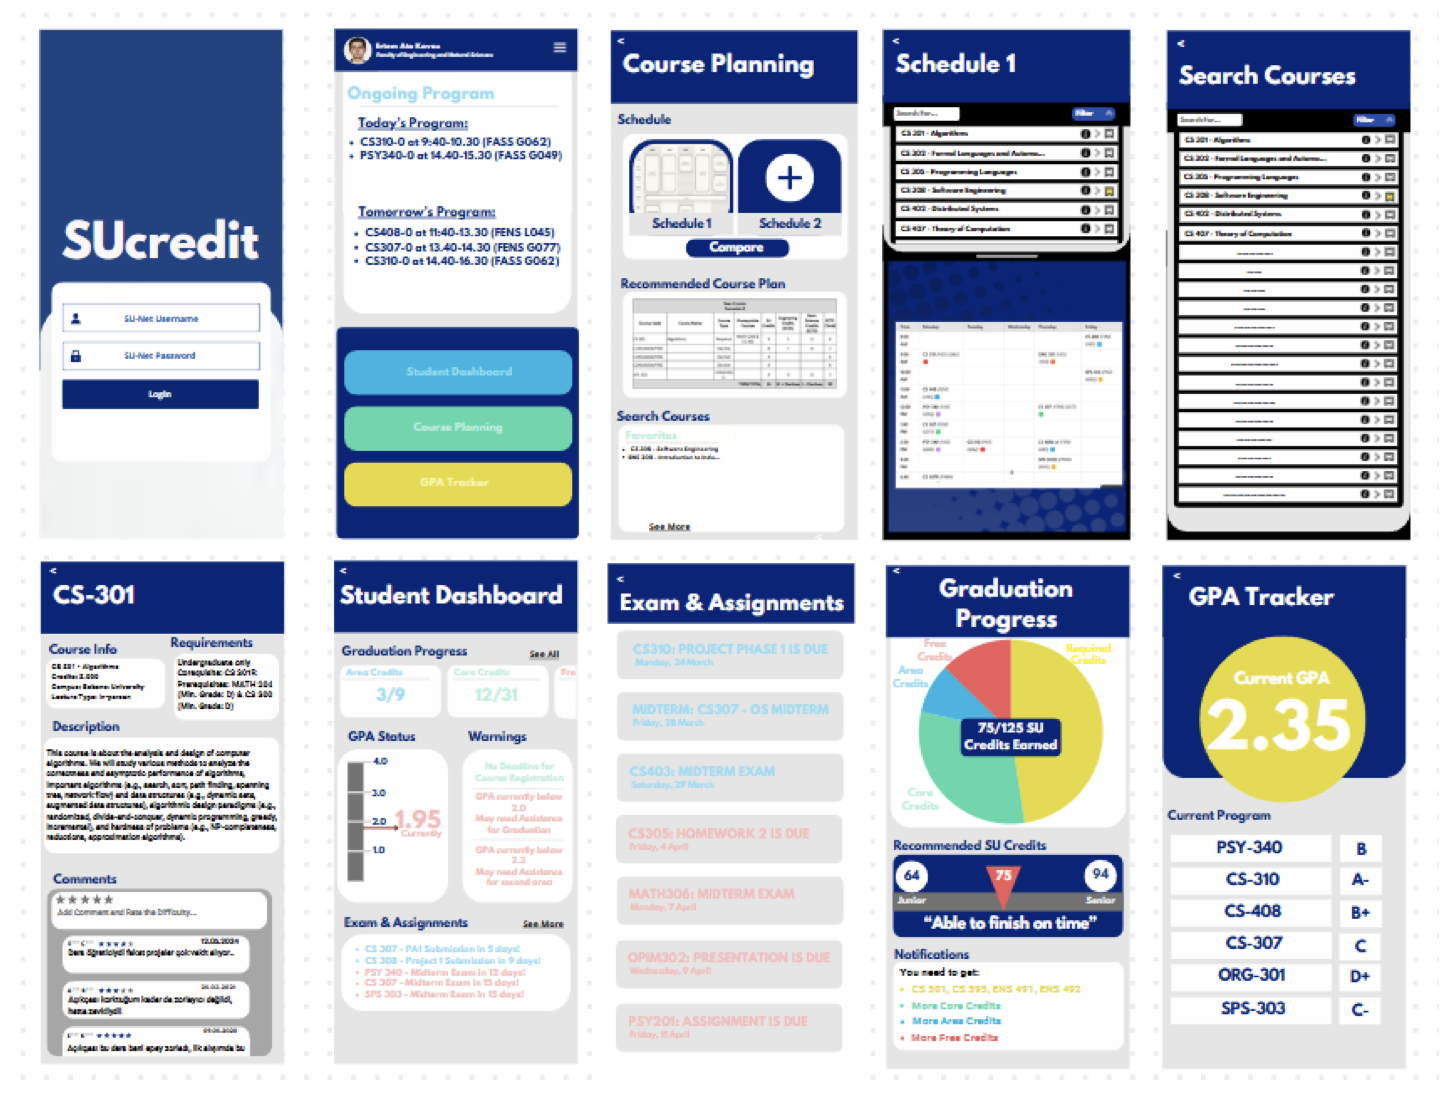 SUcredit
SU-Net Username
SU-Net Password
Login
Ertem Ata Kavas
Faculty of Engineering and Natural Sciences
Ongoing Program
Today's Program:
• CS310-0 at 9:40-10.30 (FASS G062)
• PSY340-0 at 14.40-15.30 (FASS G049)
Tomorrow's Program:
• CS408-0 at 11:40-13.30 (FENS L045)
• CS307-0 at 13.40-14.30 (FENS G077)
• CS310-0 at 14.40-16.30 (FASS G062)
Student Dashboard
Course Planning
GPA Tracker
<
Course Planning
Schedule
Schedule 1
Schedule 2
Compare
Recommended Course Plan
Search Courses
Favorites
• CS 308 - Software Engineering
See More
<
Schedule 1
Search for...
Filter
CS 301 - Algorithms
CS 302 - Formal Languages and Automa...
CS 305 - Programming Languages
CS 308 - Software Engineering
CS 403 - Distributed Systems
CS 407 - Theory of Computation
Monday
Tuesday
Wednesday
Thursday
Friday
<
Search Courses
Search for...
Filter
CS 301 - Algorithms
CS 302 - Formal Languages and Automa...
CS 305 - Programming Languages
CS 308 - Software Engineering
CS 403 - Distributed Systems
CS 407 - Theory of Computation
<
CS-301
Course Info
CS 301 - Algorithms
Credits: 3.000
Campus: Sabancı University
Lecture Type: In-person
Requirements
Undergraduate only
Corequisite: CS 301R
Prerequisites: MATH 204
(Min. Grade: D) & CS 300
(Min. Grade: D)
Description
This course is about the analysis and design of computer
algorithms. We will study various methods to analyze the
correctness and asymptotic performance of algorithms,
important algorithms (e.g., search, sort, path finding, spanning
tree, network flow) and data structures (e.g., dynamic sets,
augmented data structures), algorithmic design paradigms (e.g.,
randomized, divide-and-conquer, dynamic programming, greedy,
incremental), and hardness of problems (e.g., NP-completeness,
reductions, approximation algorithms).
Comments
Add Comment and Rate the Difficulty...
12.05.2024
Ders öğreticiydi fakat projeler çok vakit alıyor..
Açıkçası korktuğum kadar da zorlayıcı değildi,
hatta zevkliydi!
Açıkçası bu ders beni epey zorladı, ilk akışımda bu
<
Student Dashboard
Graduation Progress
See All
Area Credits
3/9
Core Credits
12/31
Fre
GPA Status
4.0
3.0
2.0
1.0
1.95
Currently
Warnings
No Deadline for
Course Registration
GPA currently below
2.0
May need Assistance
for Graduation
GPA currently below
2.3
May need Assistance
for second area
Exam & Assignments
See More
• CS 307 - PA1 Submission in 5 days!
• CS 308 - Project 1 Submission in 9 days!
• PSY 340 - Midterm Exam in 12 days!
• CS 307 - Midterm Exam in 15 days!
• SPS 303 - Midterm Exam in 15 days!
<
Exam & Assignments
CS310: PROJECT PHASE 1 IS DUE
Monday, 24 March
MIDTERM: CS307 - OS MIDTERM
Friday, 28 March
CS403: MIDTERM EXAM
Saturday, 29 March
CS305: HOMEWORK 2 IS DUE
Friday, 4 April
MATH306: MIDTERM EXAM
Monday, 7 April
OPIM302: PRESENTATION IS DUE
Wednesday, 9 April
PSY201: ASSIGNMENT IS DUE
Friday, 11 April
<
Graduation
Progress
Free
Credits
Required
Credits
Area
Credits
75/125 SU
Credits Earned
Core
Credits
Recommended SU Credits
64
75
94
Junior
Senior
“Able to finish on time”
Notifications
You need to get:
• CS 301, CS 395, ENS 491, ENS 492
• More Core Credits
• More Area Credits
• More Free Credits
<
GPA Tracker
Current GPA
2.35
Current Program
PSY-340 B
CS-310 A-
CS-408 B+
CS-307 C
ORG-301 D+
SPS-303 C-